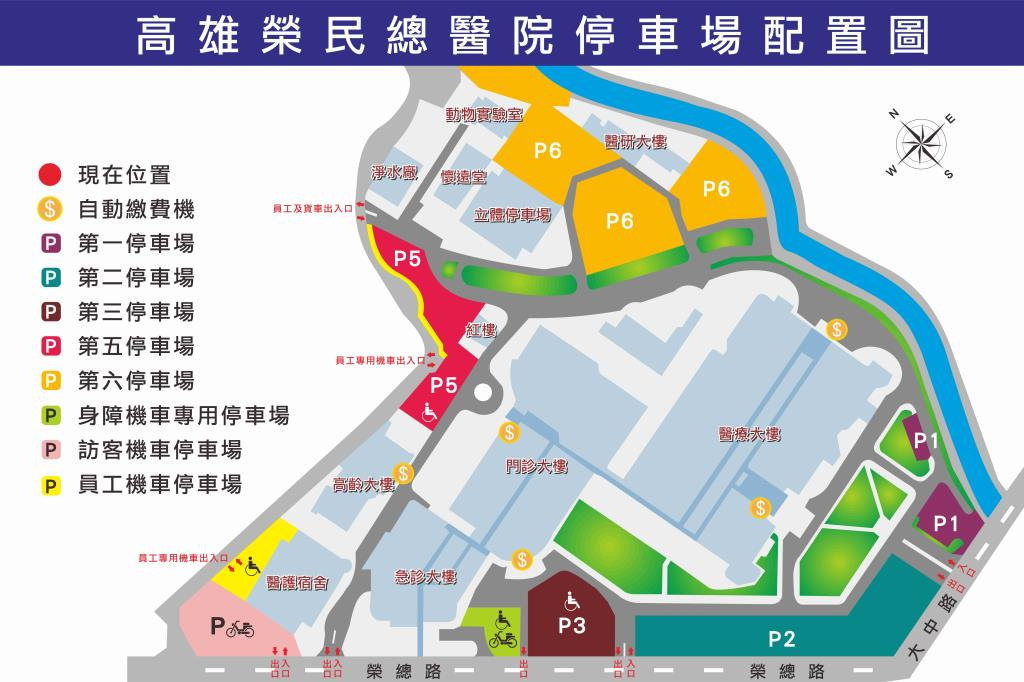 高雄榮民總醫院停車場配置圖
現在位置
$ 自動繳費機
P 第一停車場
P 第二停車場
P 第三停車場
P 第五停車場
P 第六停車場
P 身障機車專用停車場
P 訪客機車停車場
P 員工機車停車場
N
E
W
S
動物實驗室
醫研大樓
P6
淨水廠
懷遠堂
P6
員工及貨車出入口
立體停車場
P6
P5
紅樓
$
員工專用機車出入口
P5
$
醫療大樓
P1
門診大樓
$
高齡大樓
$
P1
員工專用機車出入口
$
急診大樓
醫護宿舍
出口
入口
大中路
P
P3
P2
出口
入口
出口
入口
出口
出口
入口
榮總路
榮總路